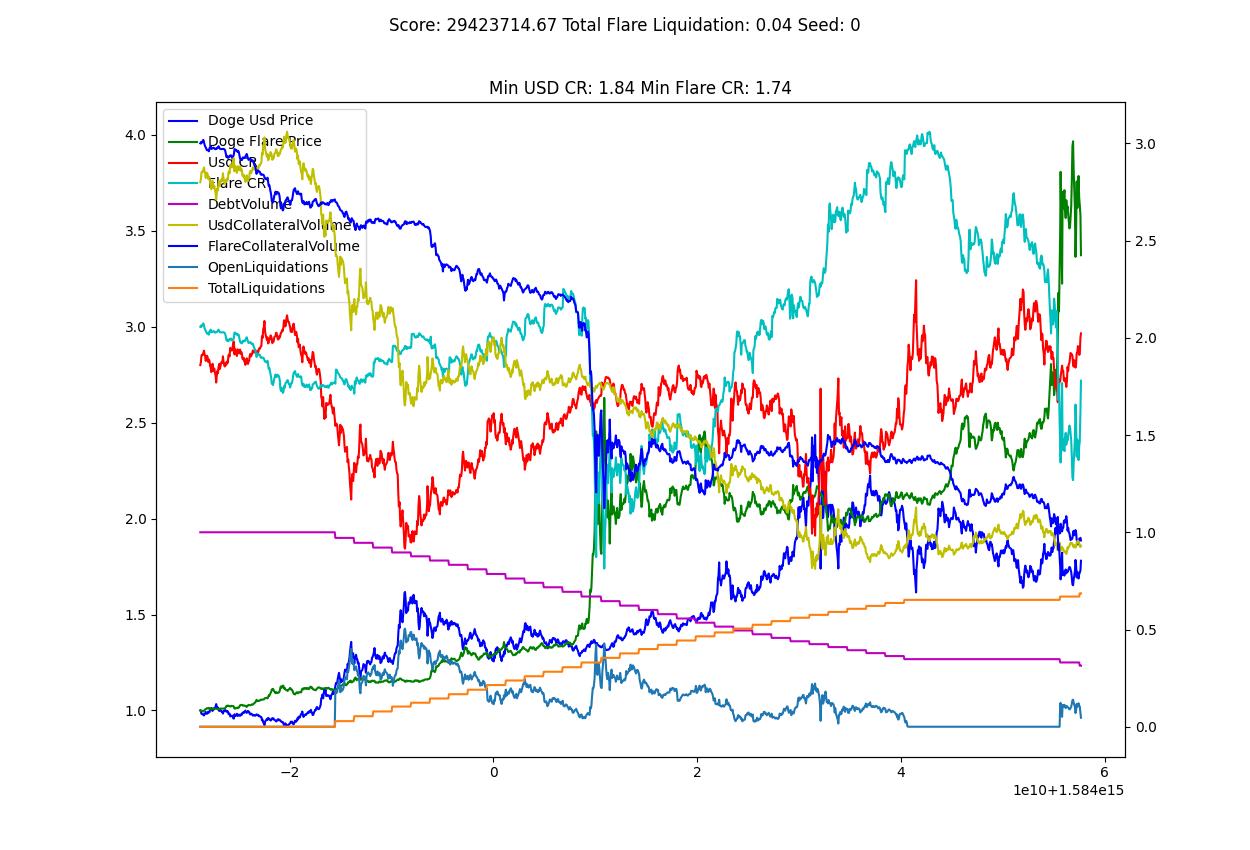 Score: 29423714.67 Total Flare Liquidation: 0.04 Seed: 0
Min USD CR: 1.84 Min Flare CR: 1.74
Doge Usd Price
Doge Flare Price
Usd CR
Flare CR
DebtVolume
UsdCollateralVolume
FlareCollateralVolume
OpenLiquidations
TotalLiquidations
4.0
3.5
3.0
2.5
2.0
1.5
1.0
3.0
2.5
2.0
1.5
1.0
0.5
0.0
−2 0 2 4 6
1e10+1.584e15